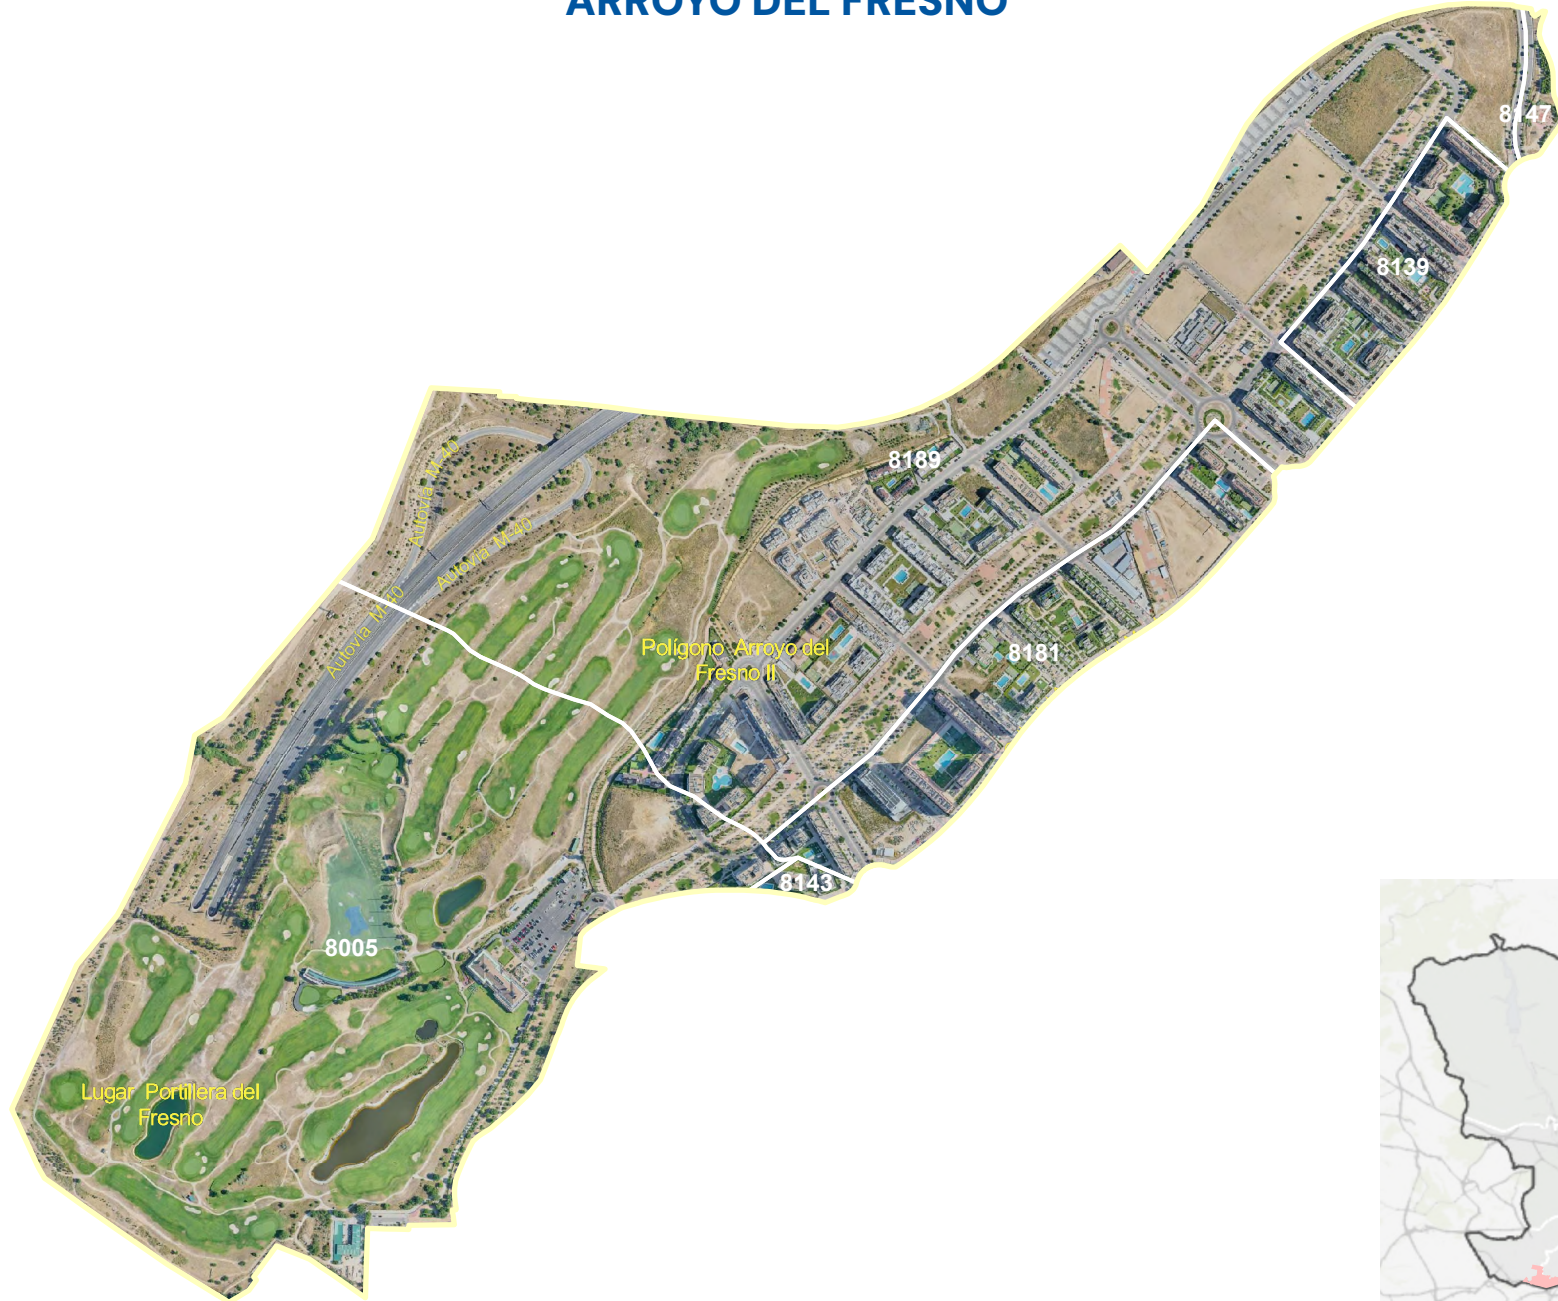 ARROYO DEL FRESNO
8147
8139
8189
Autovía M-40
Autovía M-40
Autovía M-40
Polígono Arroyo del
Fresno II
8181
8143
8005
Lugar Portillera del
Fresno